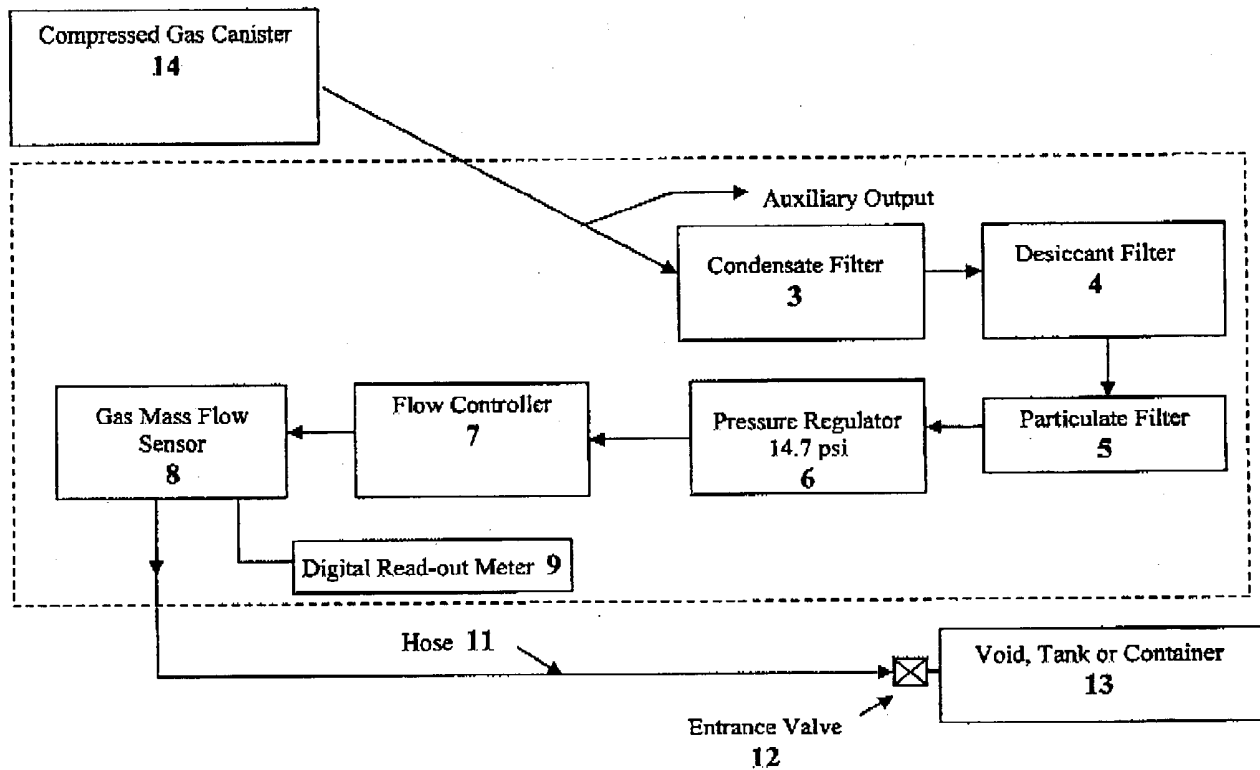 Compressed Gas Canister
14
Auxiliary Output
Condensate Filter
3
Desiccant Filter
4
Gas Mass Flow
Sensor
8
Flow Controller
7
Pressure Regulator
14.7 psi
6
Particulate Filter
5
Digital Read-out Meter 9
Hose 11
Void, Tank or Container
13
Entrance Valve
12